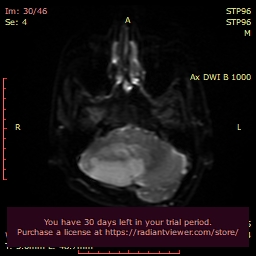 Im: 30/46
Se: 4
A
STP96
STP96
M
Ax DWI B 1000
R
L
You have 30 days left in your trial period.
Purchase a license at https://radiantviewer.com/store/